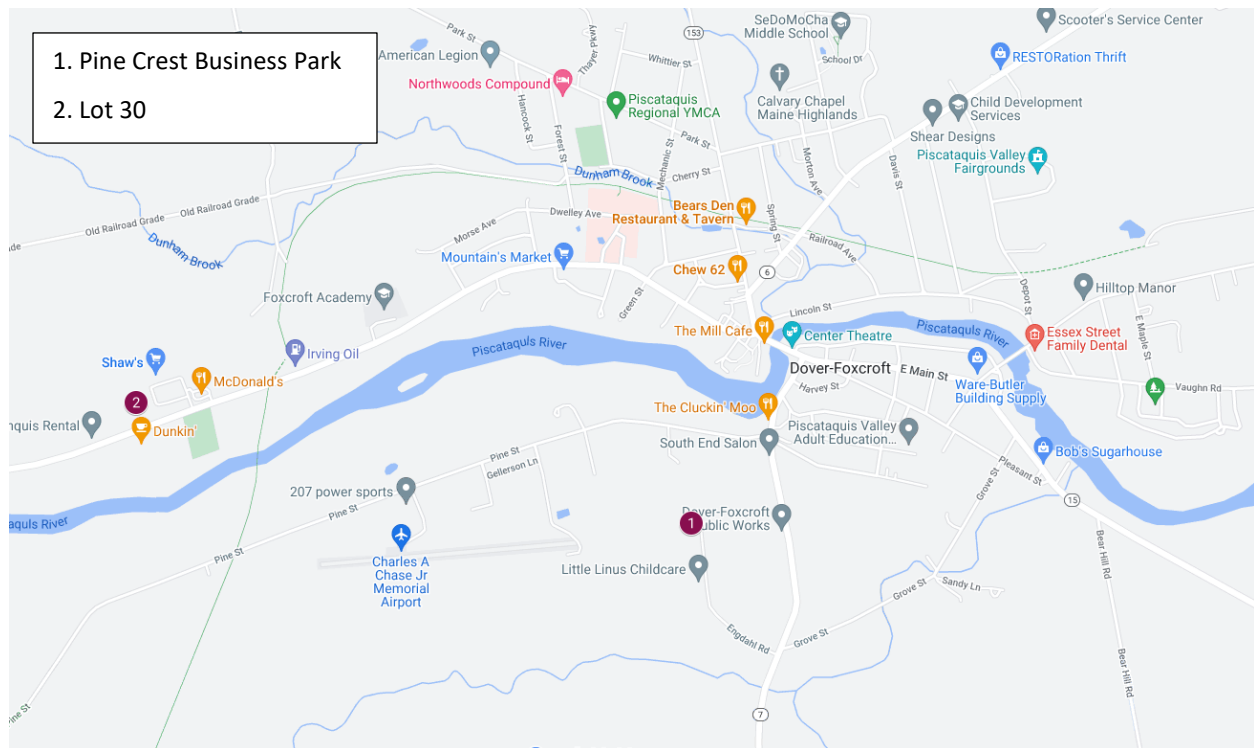 1. Pine Crest Business Park
2. Lot 30
Park St
American Legion
Thayer Pkwy
153
Whittier St
SeDoMoCha
Middle School
School Dr
Scooter's Service Center
RESTORation Thrift
Northwoods Compound
Hancock St
Forest St
Piscataquis
Regional YMCA
Park St
Mechanic St
Calvary Chapel
Maine Highlands
Child Development
Services
Shear Designs
Piscataquis Valley
Fairgrounds
Morton Ave
Davis St
Cherry St
Dunham Brook
Old Railroad Grade
Old Railroad Grade
Dunham Brook
Dwelley Ave
Morse Ave
Bears Den
Restaurant & Tavern
Spring St
Railroad Ave
Mountain's Market
Chew 62
6
Green St
Foxcroft Academy
Lincoln St
Depot St
Hilltop Manor
E Maple St
The Mill Cafe
Center Theatre
Piscataquis River
Essex Street
Family Dental
Piscataquis River
Irving Oil
Shaw's
McDonald's
Dover-Foxcroft
E Main St
Harvey St
Ware-Butler
Building Supply
Vaughn Rd
2
nquis Rental
Dunkin'
The Cluckin' Moo
Piscataquis Valley
Adult Education...
South End Salon
Bob's Sugarhouse
Pleasant St
Grove St
15
Pine St
Gellerson Ln
207 power sports
Pine St
aquis River
Pine St
1
Dover-Foxcroft
ublic Works
Charles A
Chase Jr
Memorial
Airport
Little Linus Childcare
Bear Hill Rd
Sandy Ln
Grove St
Engdahl Rd
Grove St
Bear Hill Rd
Pine St
7